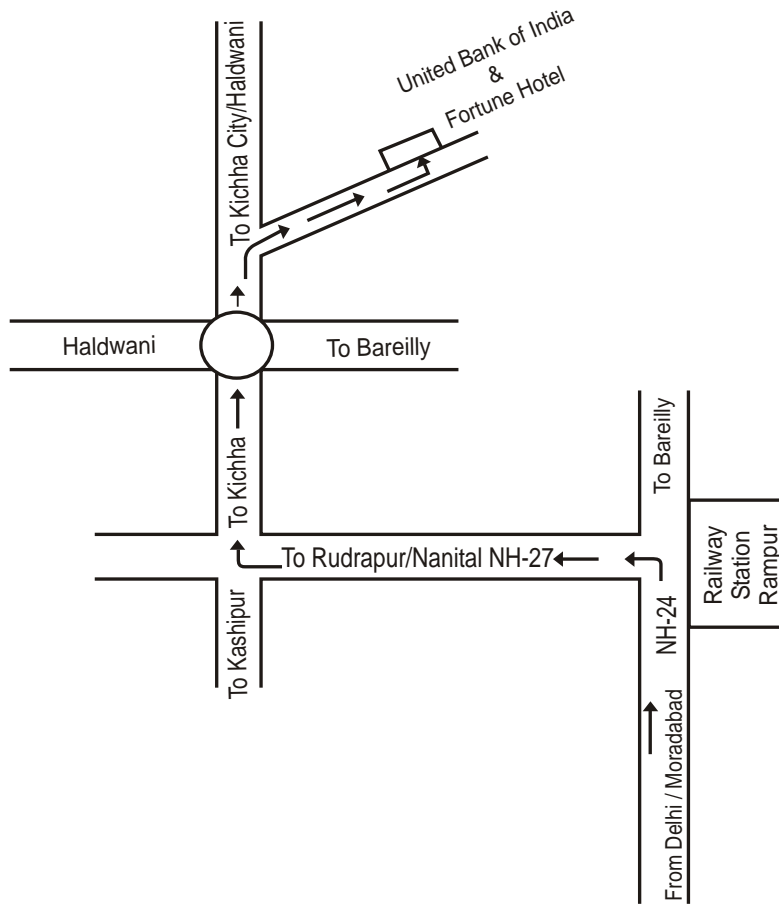 United Bank of India
&
Fortune Hotel
To Kichha City/Haldwani
Haldwani
To Bareilly
To Kichha
To Bareilly
To Rudrapur/Nanital NH-27
Railway
Station
Rampur
NH-24
To Kashipur
From Delhi / Moradabad